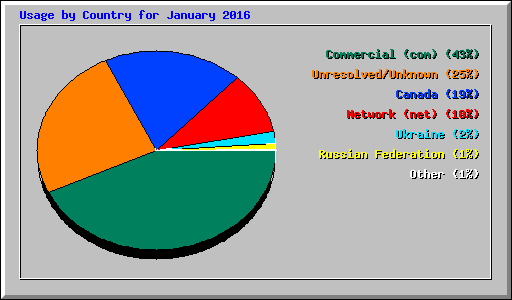 Usage by Country for January 2016
Commercial (com) (43%)
Unresolved/Unknown (25%)
Canada (19%)
Network (net) (10%)
Ukraine (2%)
Russian Federation (1%)
Other (1%)